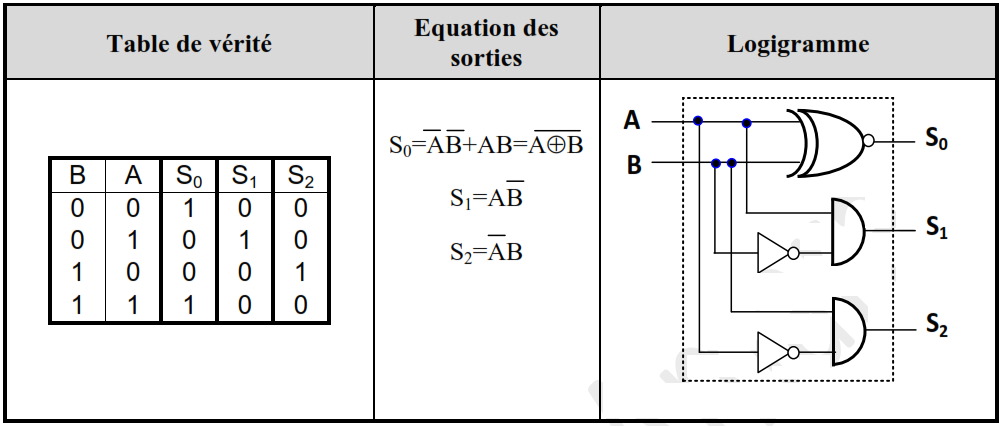 Table de vérité
Equation des
sorties
Logigramme
B A S₀ S₁ S₂
0 0 1 0 0
0 1 0 1 0
1 0 0 0 1
1 1 1 0 0
S₀=A̅ B̅+AB=A̅⊕̅B̅
S₁=AB̅
S₂=A̅B
A
B
S₀
S₁
S₂